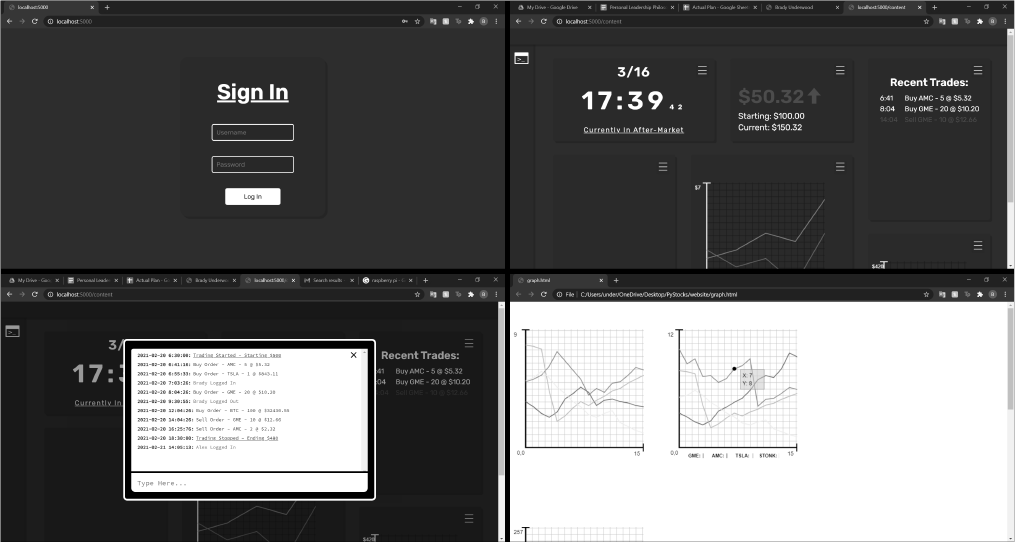 localhost:5000
localhost:5000
Sign In
Username
Password
Log in
My Drive - Google Drive
Personal Leadership Philo
Actual Plan - Google Sheet
Brady Underwood
localhost:5000/content
localhost:5000/content
3/16
17:39 42
Currently In After-Market
$50.32
Starting: $100.00
Current: $150.32
Recent Trades:
6:41 Buy AMC - 5 @ $5.32
8:04 Buy GME - 20 @ $10.20
14:04 Sell GME - 10 @ $12.66
$7
$42
My Drive - Goo
Personal Leader
Actual Plan - G
Brady Underwo
localhost:5000/
Search results
raspberry pi -
localhost:5000/content
3/
17:
Currently In
Recent Trades:
:41 Buy AMC - 5 @ $5.32
:04 Buy GME - 20 @ $10.20
2021-02-20 6:30:00: Trading Started - Starting $600
2021-02-20 6:41:10: Buy Order - AMC - 5 @ $5.32
2021-02-20 6:55:33: Buy Order - TSLA - 1 @ $843.11
2021-02-20 7:03:26: Brady Logged In
2021-02-20 8:04:26: Buy Order - GME - 20 @ $10.20
2021-02-20 9:30:55: Brady Logged Out
2021-02-20 12:04:26: Buy Order - BTC - 100 @
2021-02-20 14:04:26: Sell Order - GME - 10 @ $12.66
2021-02-20 16:25:76: Sell Order - AMC - 2 @ $3.32
2021-02-20 18:30:00: Trading Stopped - Ending $400
2021-02-21 14:05:13: Alex Logged In
Type Here...
$42
graph.html
File | C:/Users/under/OneDrive/Desktop/PyStocks/website/graph.html
9
0,0
15
12
X: 7
Y: 8
0,0
15
GME: | AMC: | TSLA: | STONK:
257